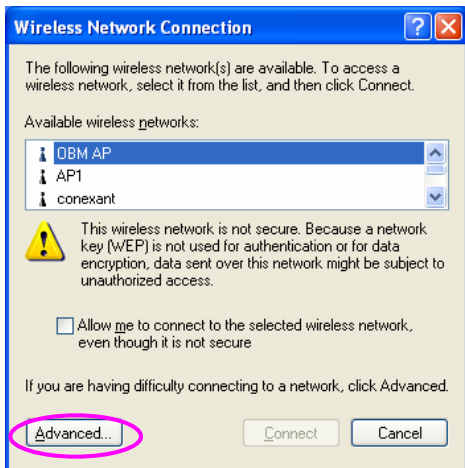 Wireless Network Connection
The following wireless network(s) are available. To access a
wireless network, select it from the list, and then click Connect.
Available wireless networks:
OBM AP
AP1
conexant
This wireless network is not secure. Because a network
key (WEP) is not used for authentication or for data
encryption, data sent over this network might be subject to
unauthorized access.
Allow me to connect to the selected wireless network,
even though it is not secure
If you are having difficulty connecting to a network, click Advanced.
Advanced... Connect Cancel